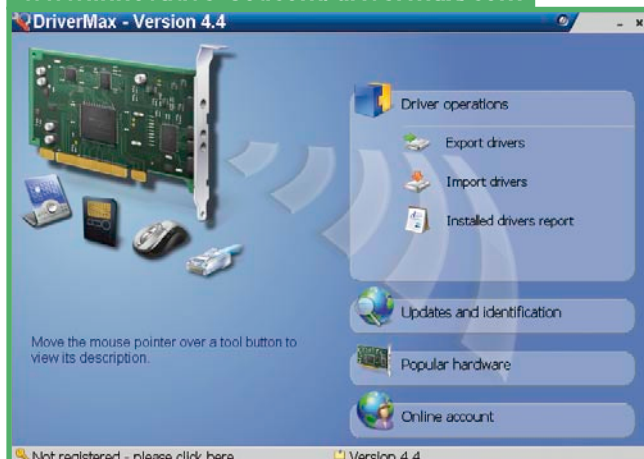 DriverMax - Version 4.4
Driver operations
Export drivers
Import drivers
Installed drivers report
Updates and identification
Move the mouse pointer over a tool button to
view its description.
Popular hardware
Online account
Not registered - please click here
Version 4.4